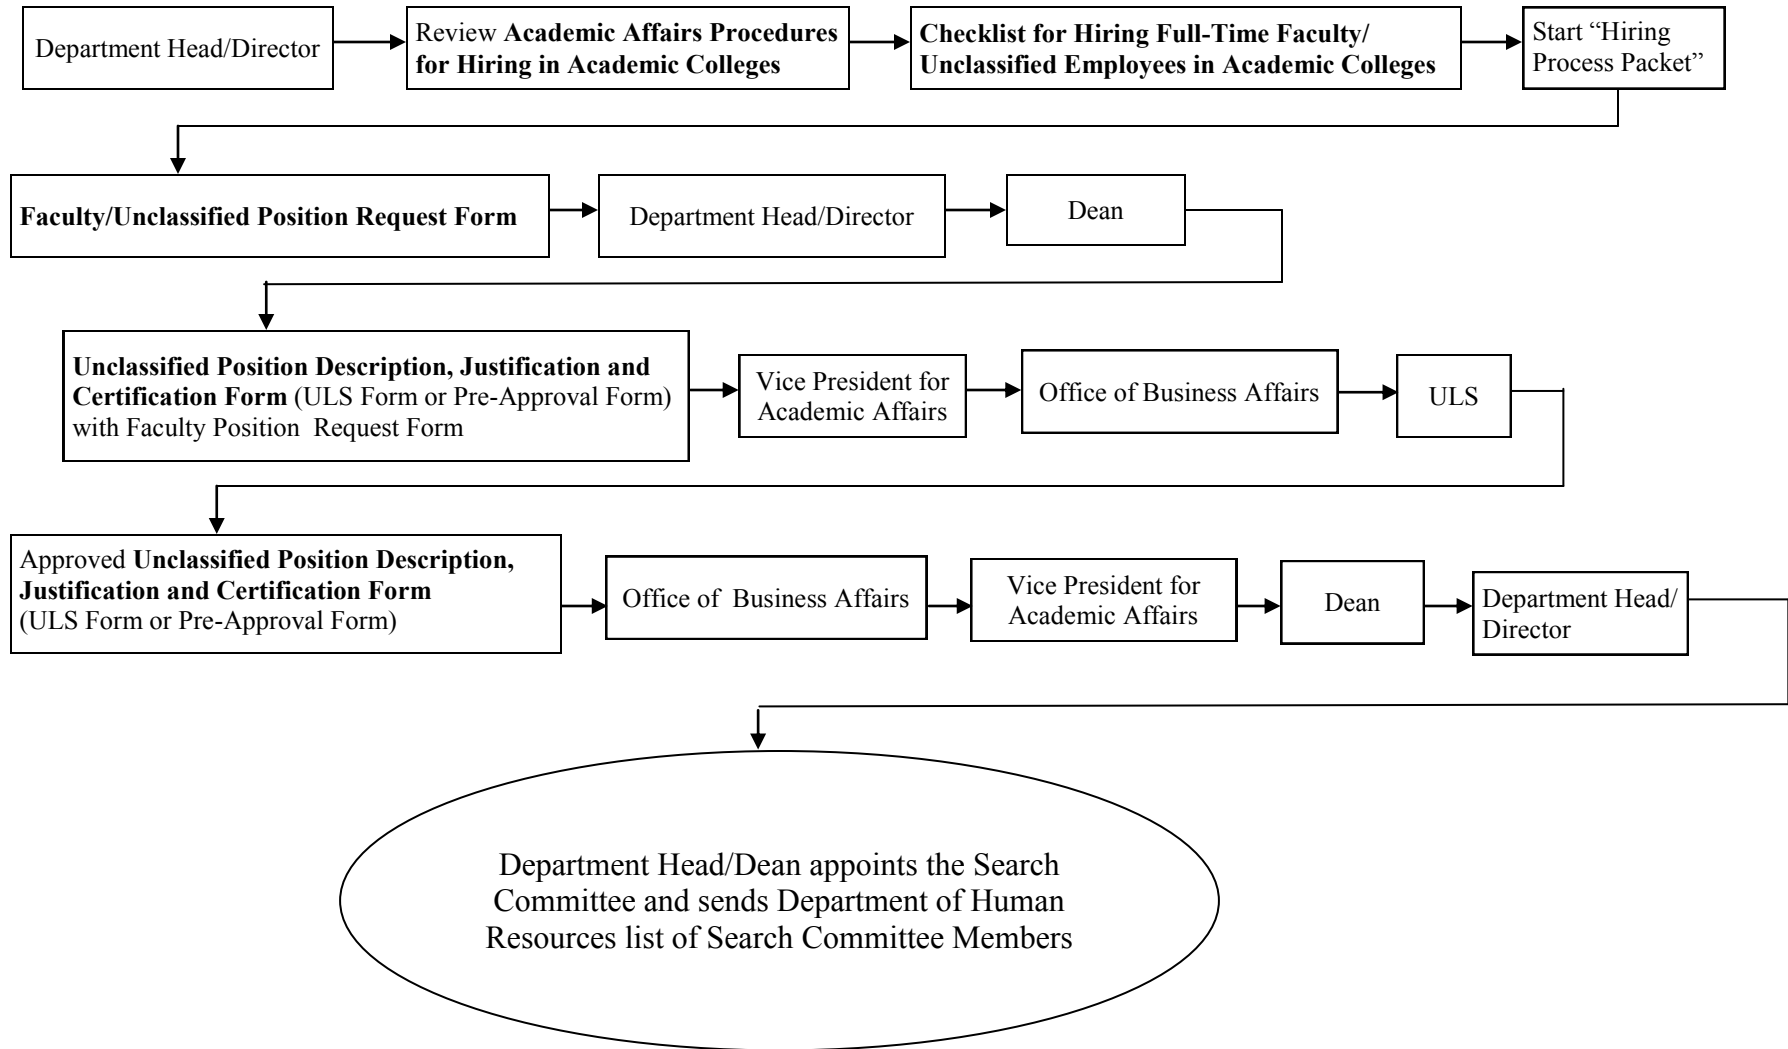 Department Head/Director
Review Academic Affairs Procedures
for Hiring in Academic Colleges
Checklist for Hiring Full-Time Faculty/
Unclassified Employees in Academic Colleges
Start “Hiring
Process Packet”
Faculty/Unclassified Position Request Form
Department Head/Director
Dean
Unclassified Position Description, Justification and
Certification Form (ULS Form or Pre-Approval Form)
with Faculty Position Request Form
Vice President for
Academic Affairs
Office of Business Affairs
ULS
Approved Unclassified Position Description,
Justification and Certification Form
(ULS Form or Pre-Approval Form)
Office of Business Affairs
Vice President for
Academic Affairs
Dean
Department Head/
Director
Department Head/Dean appoints the Search
Committee and sends Department of Human
Resources list of Search Committee Members